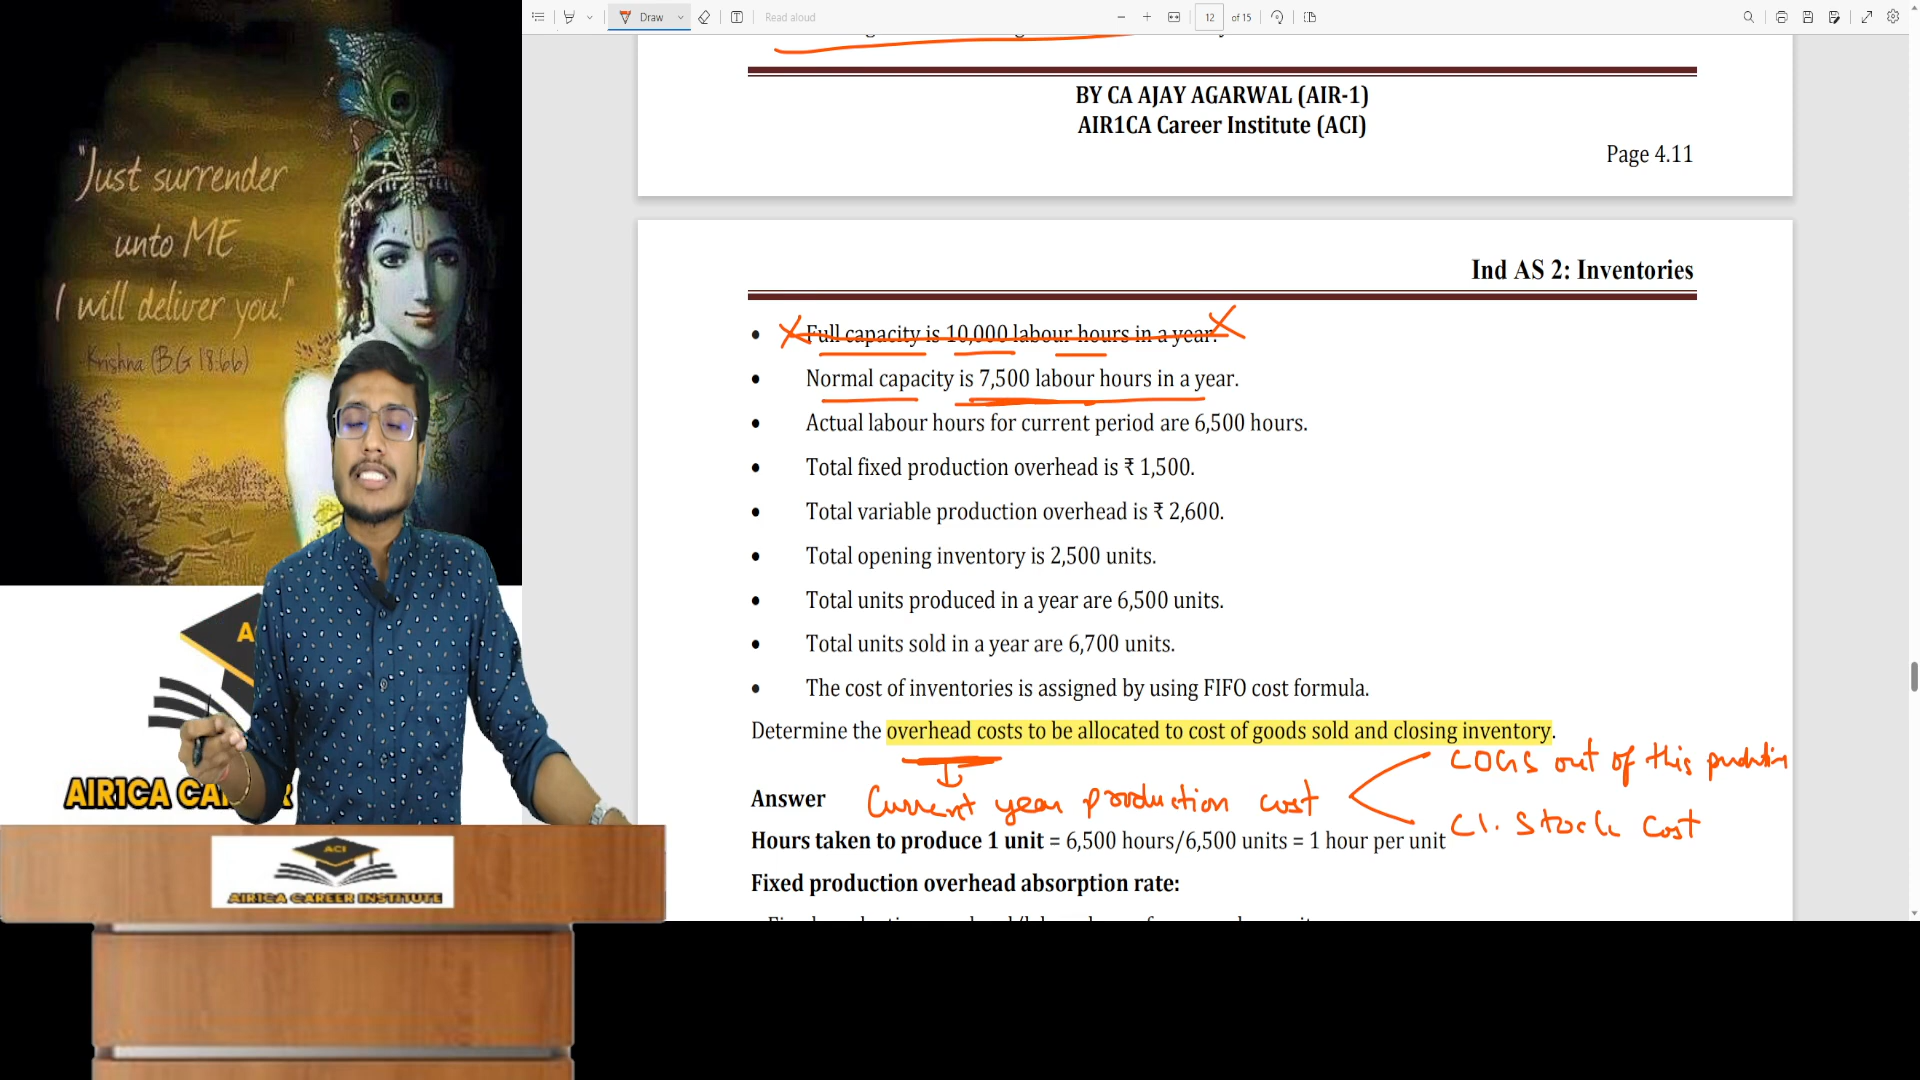 Draw
Read aloud
12 of 15
BY CA AJAY AGARWAL (AIR-1)
AIR1CA Career Institute (ACI)
Page 4.11
"Just surrender
unto ME
I will deliver you!"
-Krishna (B.G 18.66)
Ind AS 2: Inventories
• Full capacity is 10,000 labour hours in a year.
• Normal capacity is 7,500 labour hours in a year.
• Actual labour hours for current period are 6,500 hours.
• Total fixed production overhead is ₹ 1,500.
• Total variable production overhead is ₹ 2,600.
• Total opening inventory is 2,500 units.
• Total units produced in a year are 6,500 units.
• Total units sold in a year are 6,700 units.
• The cost of inventories is assigned by using FIFO cost formula.
Determine the overhead costs to be allocated to cost of goods sold and closing inventory.
COGS out of this production
Answer
Current year production cost
Cl. Stock Cost
Hours taken to produce 1 unit = 6,500 hours/6,500 units = 1 hour per unit
Fixed production overhead absorption rate:
AIR1CA CA
ACI
AIR1CA CAREER INSTITUTE